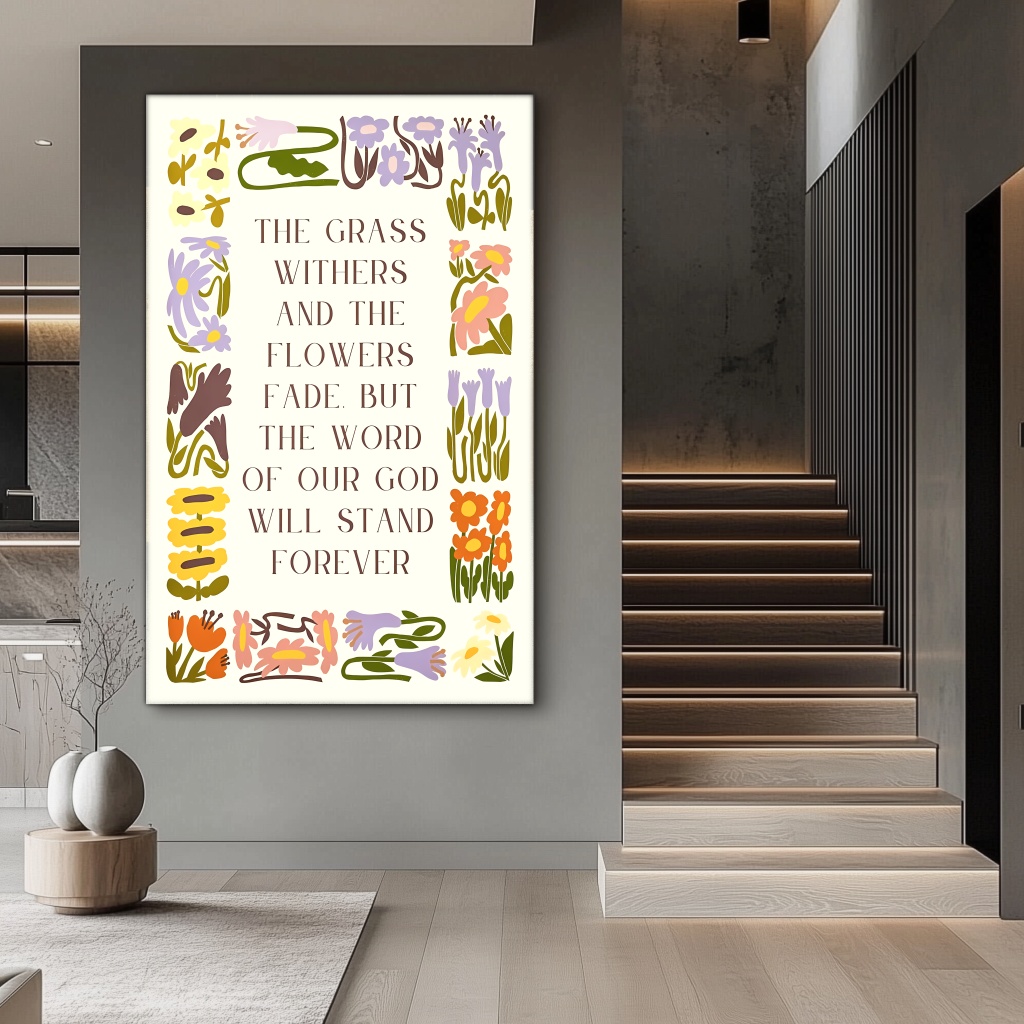 THE GRASS
WITHERS
AND THE
FLOWERS
FADE. BUT
THE WORD
OF OUR GOD
WILL STAND
FOREVER